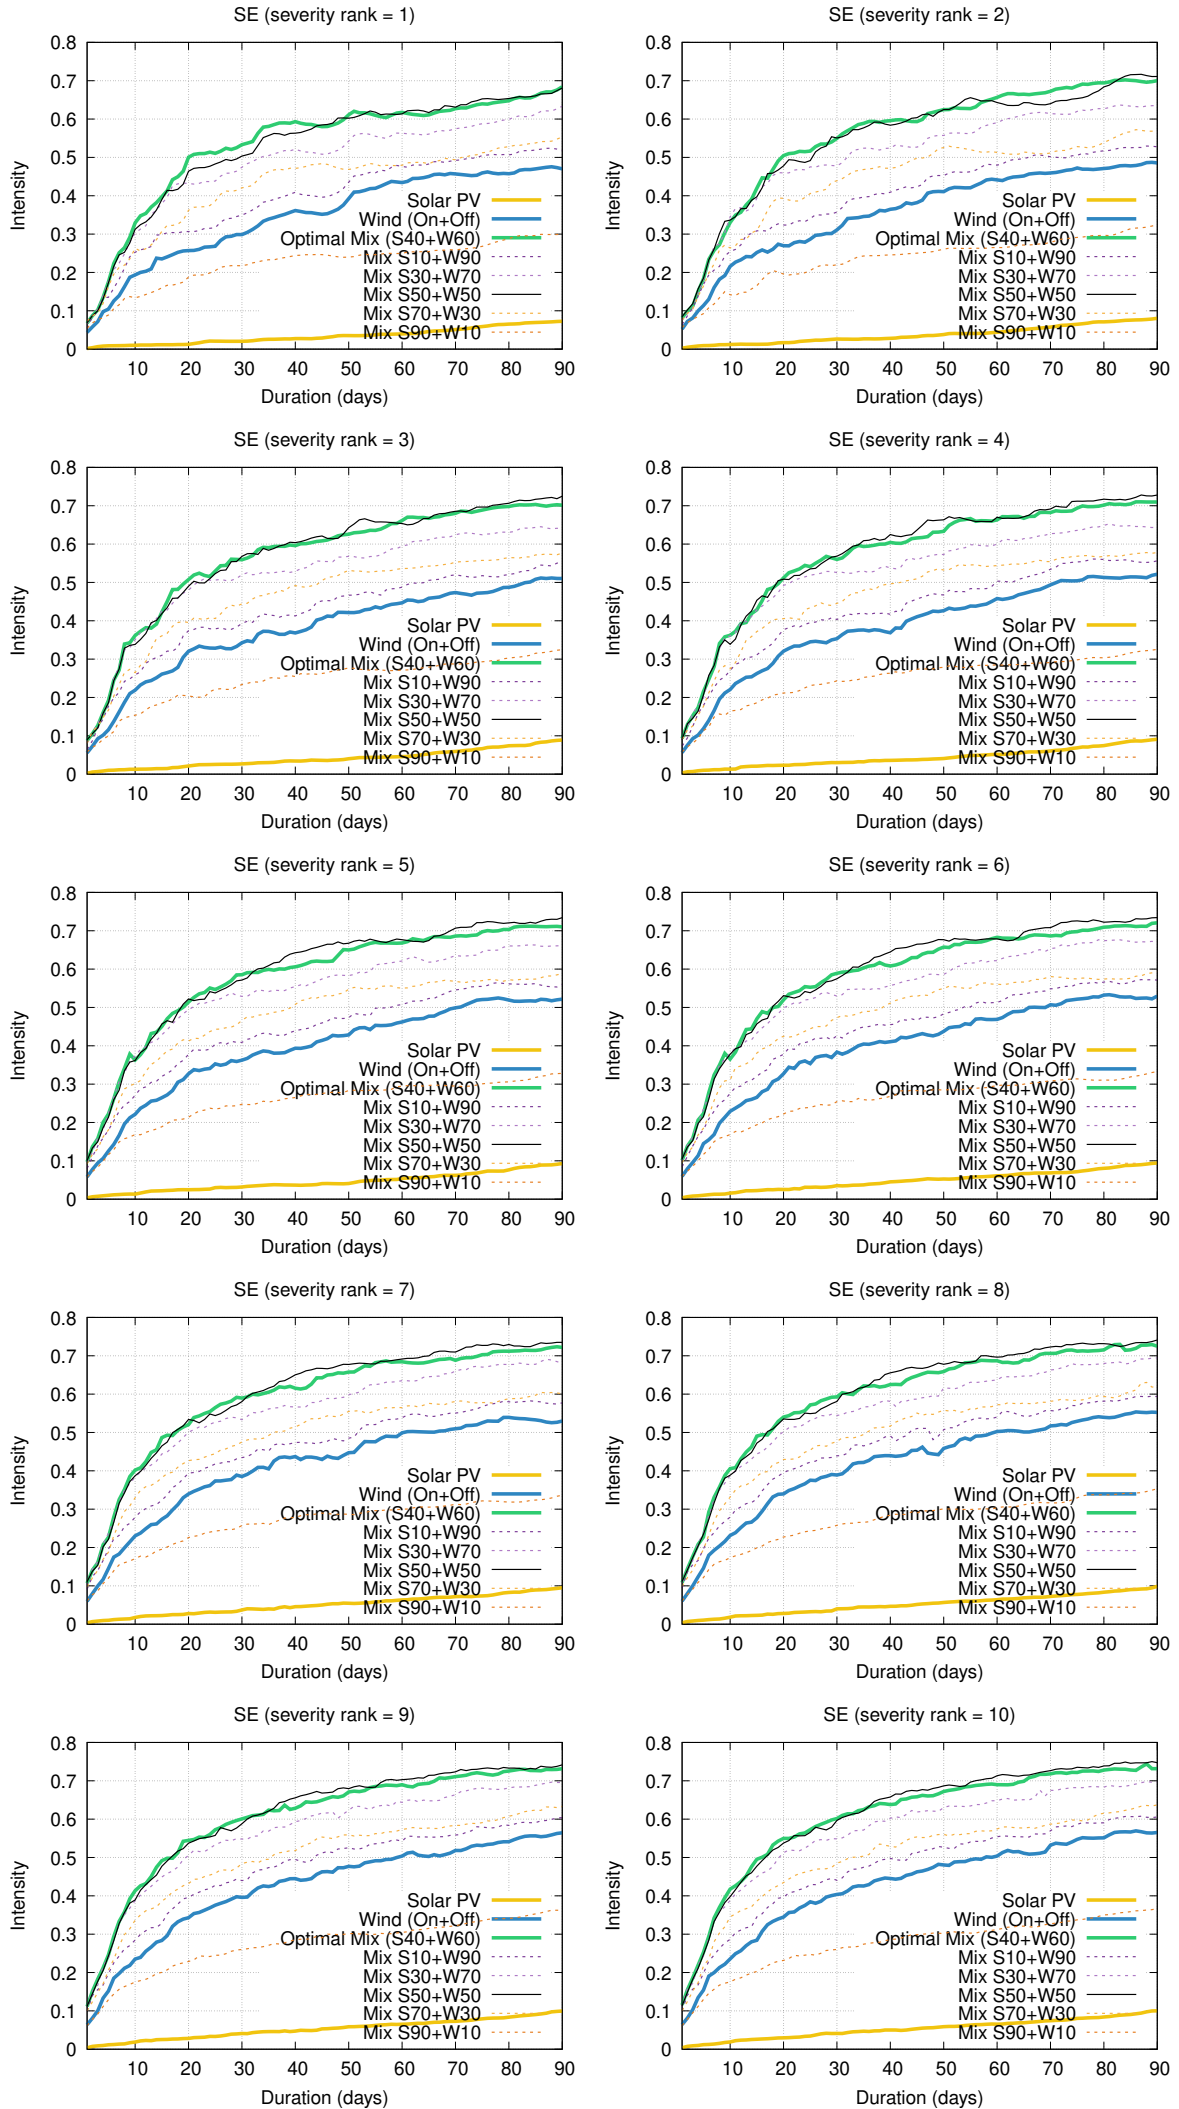 SE (severity rank = 1)
0.8
0.7
0.6
0.5
0.4
0.3
0.2
0.1
0
Intensity
Solar PV
Wind (On+Off)
Optimal Mix (S40+W60)
Mix S10+W90
Mix S30+W70
Mix S50+W50
Mix S70+W30
Mix S90+W10
10 20 30 40 50 60 70 80 90
Duration (days)
SE (severity rank = 2)
0.8
0.7
0.6
0.5
0.4
0.3
0.2
0.1
0
Intensity
Solar PV
Wind (On+Off)
Optimal Mix (S40+W60)
Mix S10+W90
Mix S30+W70
Mix S50+W50
Mix S70+W30
Mix S90+W10
10 20 30 40 50 60 70 80 90
Duration (days)
SE (severity rank = 3)
0.8
0.7
0.6
0.5
0.4
0.3
0.2
0.1
0
Intensity
Solar PV
Wind (On+Off)
Optimal Mix (S40+W60)
Mix S10+W90
Mix S30+W70
Mix S50+W50
Mix S70+W30
Mix S90+W10
10 20 30 40 50 60 70 80 90
Duration (days)
SE (severity rank = 4)
0.8
0.7
0.6
0.5
0.4
0.3
0.2
0.1
0
Intensity
Solar PV
Wind (On+Off)
Optimal Mix (S40+W60)
Mix S10+W90
Mix S30+W70
Mix S50+W50
Mix S70+W30
Mix S90+W10
10 20 30 40 50 60 70 80 90
Duration (days)
SE (severity rank = 5)
0.8
0.7
0.6
0.5
0.4
0.3
0.2
0.1
0
Intensity
Solar PV
Wind (On+Off)
Optimal Mix (S40+W60)
Mix S10+W90
Mix S30+W70
Mix S50+W50
Mix S70+W30
Mix S90+W10
10 20 30 40 50 60 70 80 90
Duration (days)
SE (severity rank = 6)
0.8
0.7
0.6
0.5
0.4
0.3
0.2
0.1
0
Intensity
Solar PV
Wind (On+Off)
Optimal Mix (S40+W60)
Mix S10+W90
Mix S30+W70
Mix S50+W50
Mix S70+W30
Mix S90+W10
10 20 30 40 50 60 70 80 90
Duration (days)
SE (severity rank = 7)
0.8
0.7
0.6
0.5
0.4
0.3
0.2
0.1
0
Intensity
Solar PV
Wind (On+Off)
Optimal Mix (S40+W60)
Mix S10+W90
Mix S30+W70
Mix S50+W50
Mix S70+W30
Mix S90+W10
10 20 30 40 50 60 70 80 90
Duration (days)
SE (severity rank = 8)
0.8
0.7
0.6
0.5
0.4
0.3
0.2
0.1
0
Intensity
Solar PV
Wind (On+Off)
Optimal Mix (S40+W60)
Mix S10+W90
Mix S30+W70
Mix S50+W50
Mix S70+W30
Mix S90+W10
10 20 30 40 50 60 70 80 90
Duration (days)
SE (severity rank = 9)
0.8
0.7
0.6
0.5
0.4
0.3
0.2
0.1
0
Intensity
Solar PV
Wind (On+Off)
Optimal Mix (S40+W60)
Mix S10+W90
Mix S30+W70
Mix S50+W50
Mix S70+W30
Mix S90+W10
10 20 30 40 50 60 70 80 90
Duration (days)
SE (severity rank = 10)
0.8
0.7
0.6
0.5
0.4
0.3
0.2
0.1
0
Intensity
Solar PV
Wind (On+Off)
Optimal Mix (S40+W60)
Mix S10+W90
Mix S30+W70
Mix S50+W50
Mix S70+W30
Mix S90+W10
10 20 30 40 50 60 70 80 90
Duration (days)